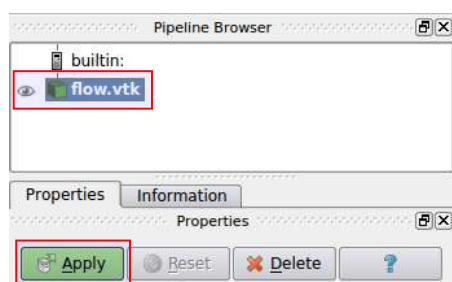 Pipeline Browser
builtin:
flow.vtk
Properties Information
Properties
Apply Reset Delete ?